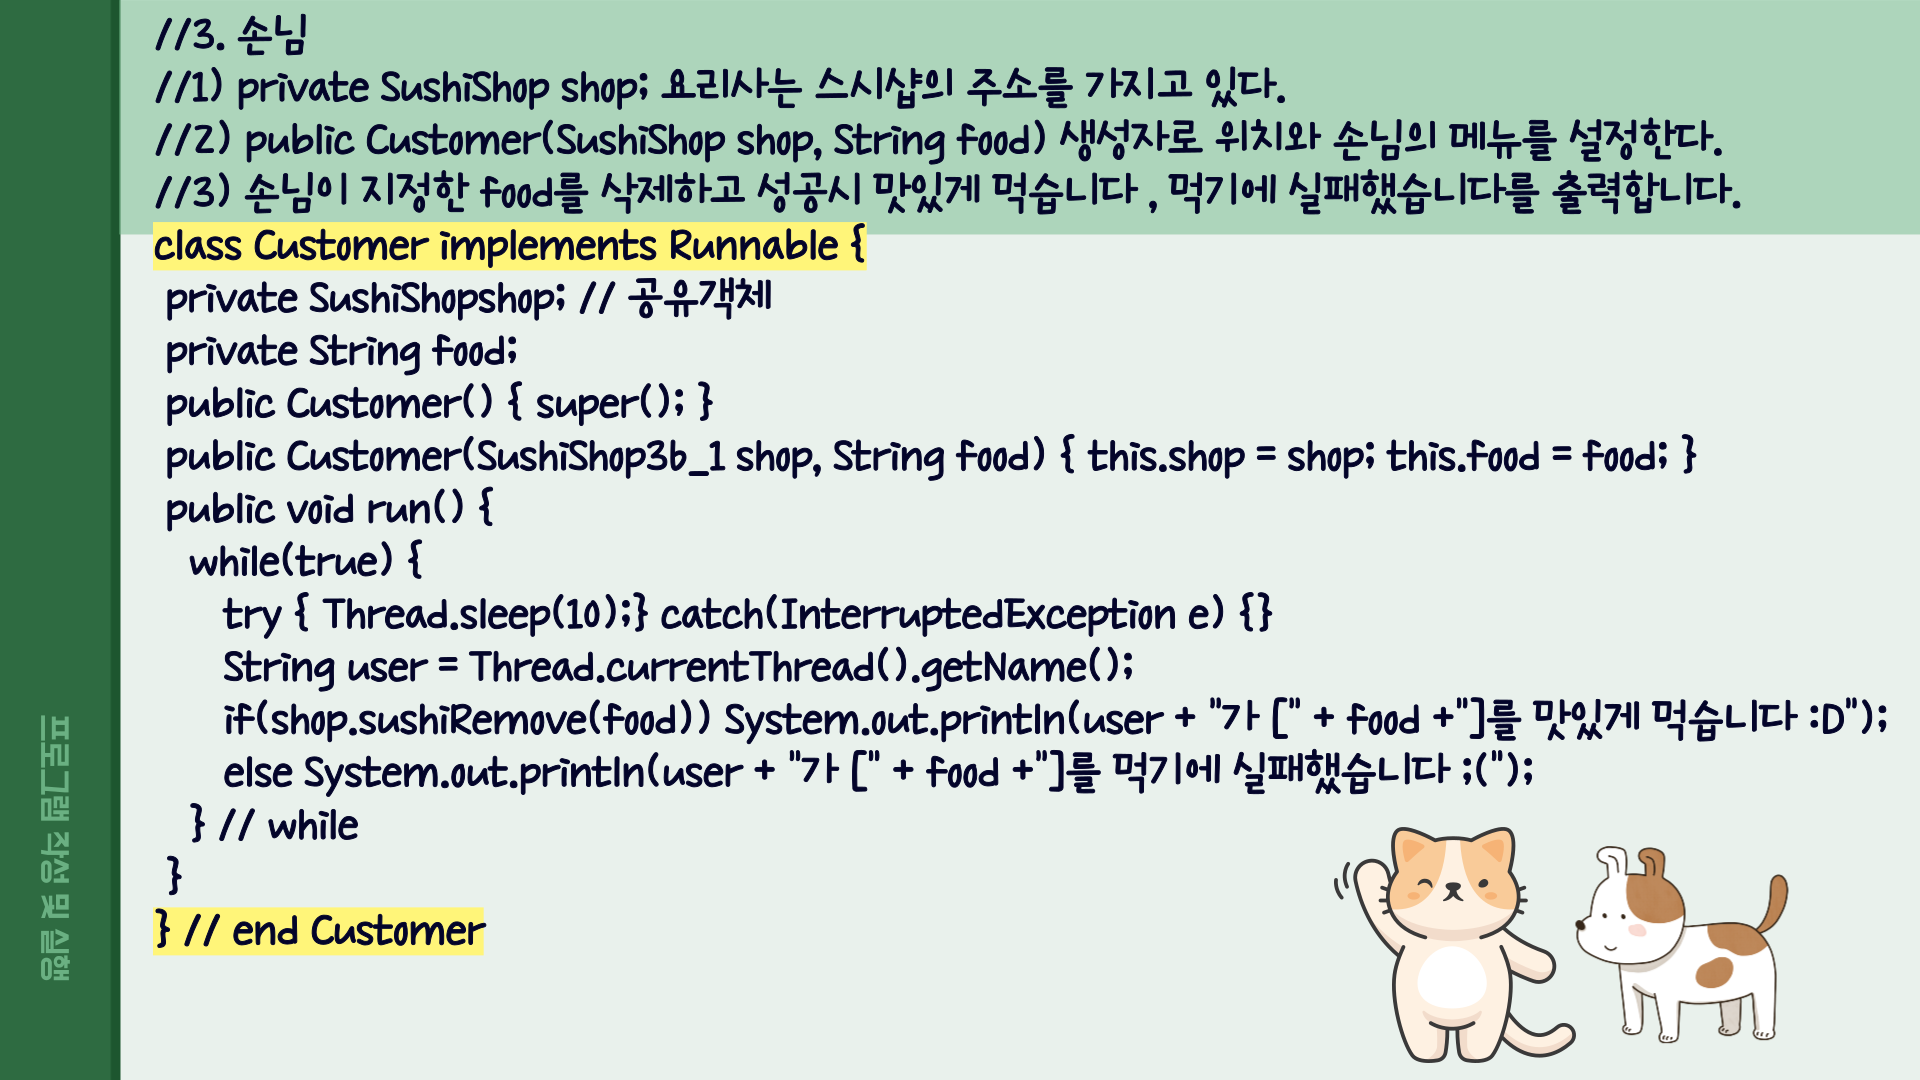 //3. 손님
//1) private SushiShop shop; 요리사는 스시샵의 주소를 가지고 있다.
//2) public Customer(SushiShop shop, String food) 생성자로 위치와 손님의 메뉴를 설정한다.
//3) 손님이 지정한 food를 삭제하고 성공시 맛있게 먹습니다 , 먹기에 실패했습니다를 출력합니다.
class Customer implements Runnable {
private SushiShopshop; // 공유객체
private String food;
public Customer() { super(); }
public Customer(SushiShop3b_1 shop, String food) { this.shop = shop; this.food = food; }
public void run() {
while(true) {
try { Thread.sleep(10);} catch(InterruptedException e) {}
String user = Thread.currentThread().getName();
if(shop.sushiRemove(food)) System.out.println(user + "가 [" + food +"]를 맛있게 먹습니다 :D");
else System.out.println(user + "가 [" + food +"]를 먹기에 실패했습니다 ;(");
} // while
}
} // end Customer
프로그램 작성 및 실행